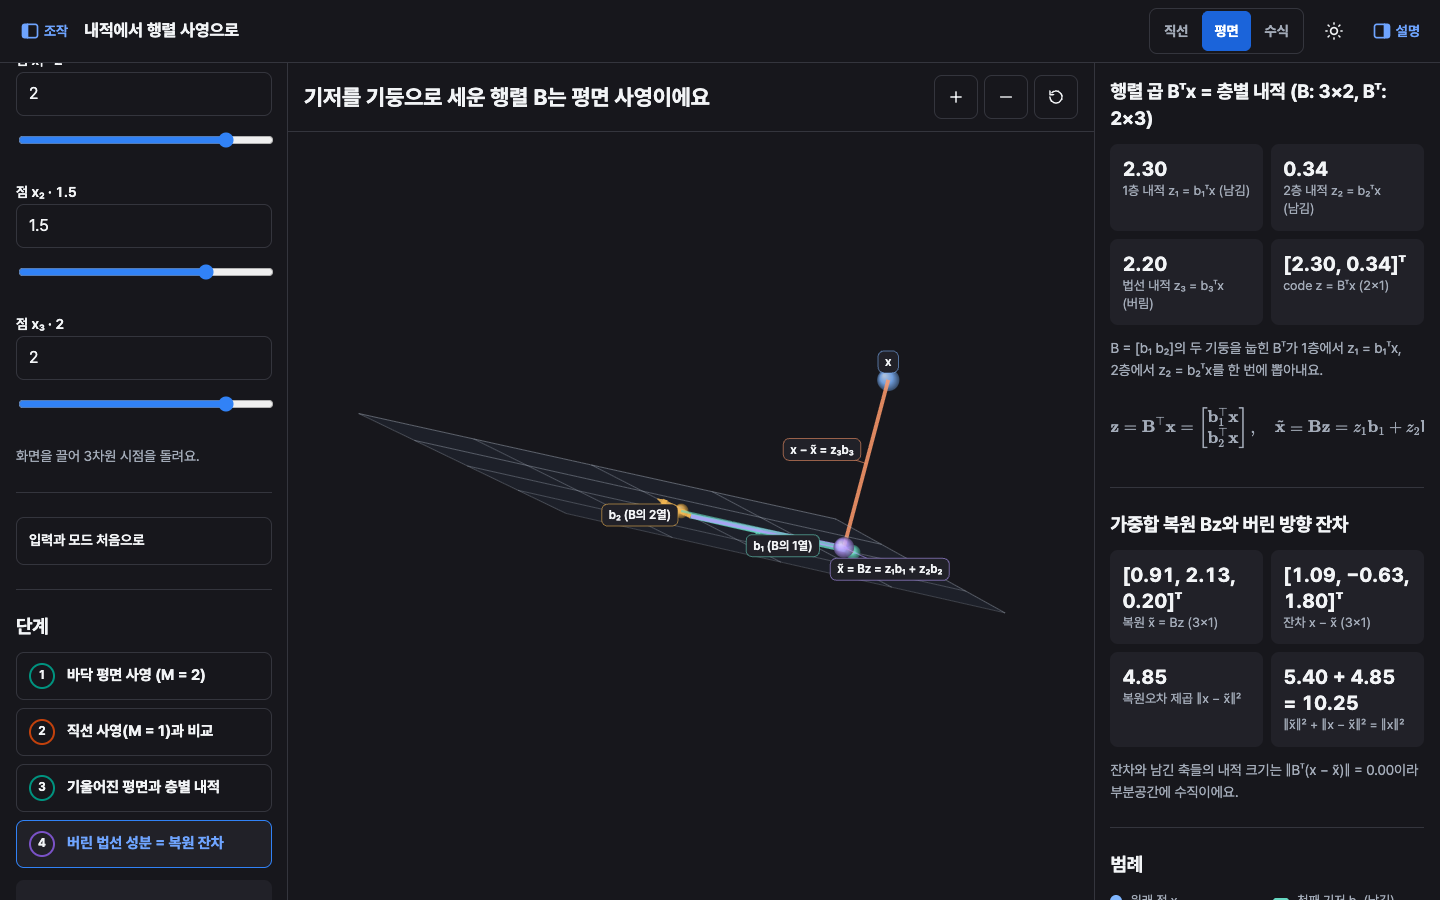 조작
내적에서 행렬 사영으로
직선
평면
수식
설명
2
점 x₂ · 1.5
1.5
점 x₃ · 2
2
화면을 끌어 3차원 시점을 돌려요.
입력과 모드 처음으로
단계
1 바닥 평면 사영 (M = 2)
2 직선 사영(M = 1)과 비교
3 기울어진 평면과 층별 내적
4 버린 법선 성분 = 복원 잔차
기저를 기둥으로 세운 행렬 B는 평면 사영이에요
x
x − x̃ = z₃b₃
b₂ (B의 2열)
b₁ (B의 1열)
x̃ = Bz = z₁b₁ + z₂b₂
행렬 곱 Bᵀx = 층별 내적 (B: 3×2, Bᵀ:
2×3)
2.30
1층 내적 z₁ = b₁ᵀx (남김)
0.34
2층 내적 z₂ = b₂ᵀx
(남김)
2.20
법선 내적 z₃ = b₃ᵀx
(버림)
[2.30, 0.34]ᵀ
code z = Bᵀx (2×1)
B = [b₁ b₂]의 두 기둥을 눕힌 Bᵀ가 1층에서 z₁ = b₁ᵀx,
2층에서 z₂ = b₂ᵀx를 한 번에 뽑아내요.
z = B⊤x = [b₁⊤x b₂⊤x], x̃ = Bz = z₁b₁ + z₂
가중합 복원 Bz와 버린 방향 잔차
[0.91, 2.13,
0.20]ᵀ
복원 x̃ = Bz (3×1)
[1.09, −0.63,
1.80]ᵀ
잔차 x − x̃ (3×1)
4.85
복원오차 제곱 ‖x − x̃‖²
5.40 + 4.85
= 10.25
‖x̃‖² + ‖x − x̃‖² = ‖x‖²
잔차와 남긴 축들의 내적 크기는 ‖Bᵀ(x − x̃)‖ = 0.00이라
부분공간에 수직이에요.
범례